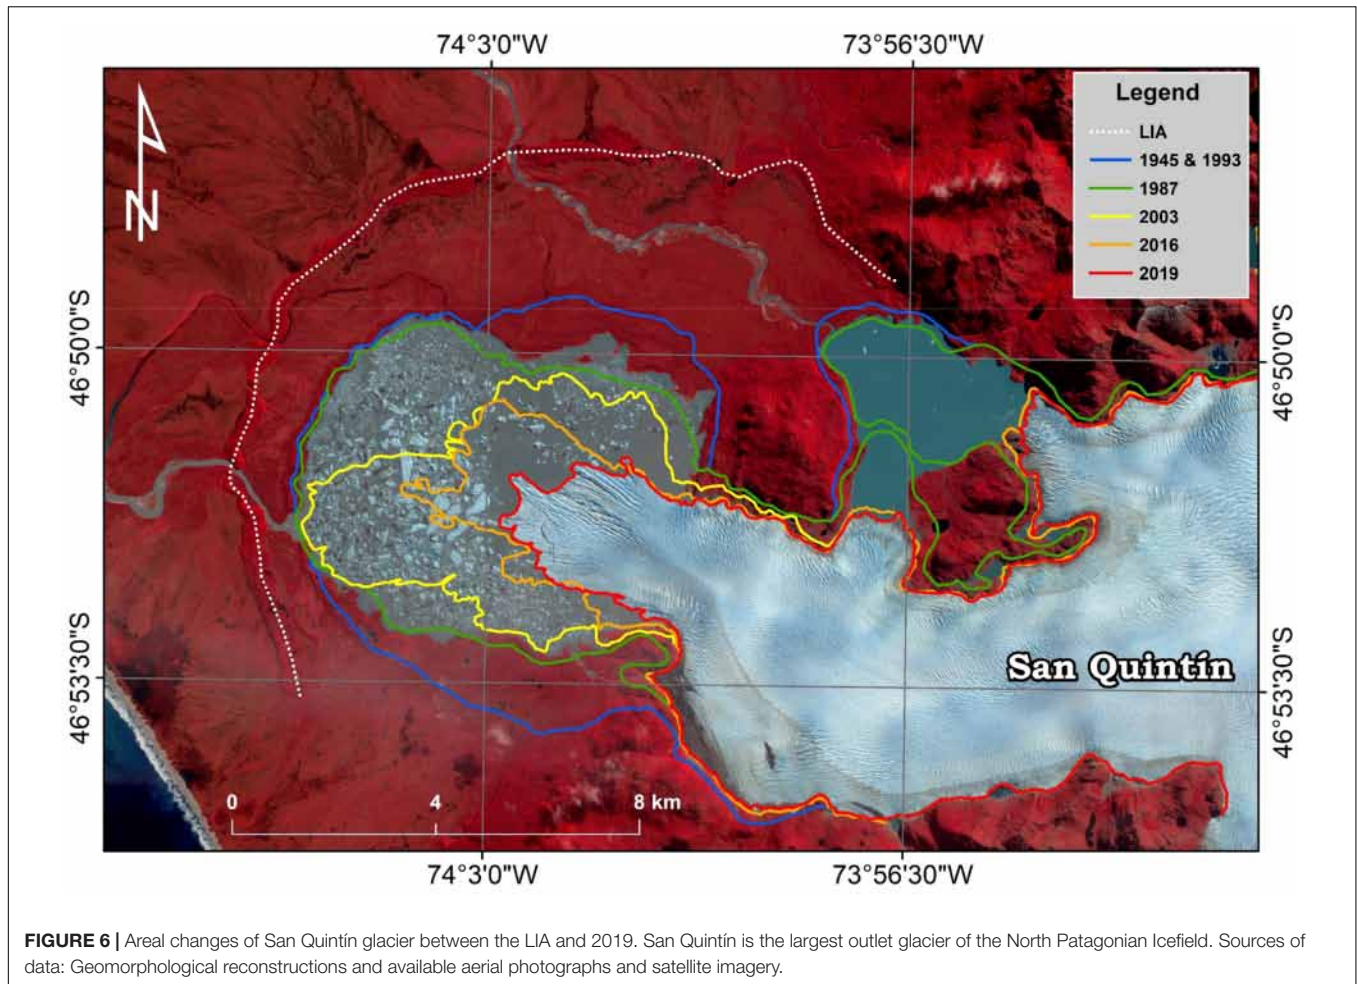 74°3'0"W 73°56'30"W
Legend
LIA
1945 & 1993
1987
2003
2016
2019
N
46°50'0"S 46°50'0"S
46°53'30"S 46°53'30"S
San Quintín
0 4 8 km
74°3'0"W 73°56'30"W
FIGURE 6 | Areal changes of San Quintín glacier between the LIA and 2019. San Quintín is the largest outlet glacier of the North Patagonian Icefield. Sources of
data: Geomorphological reconstructions and available aerial photographs and satellite imagery.